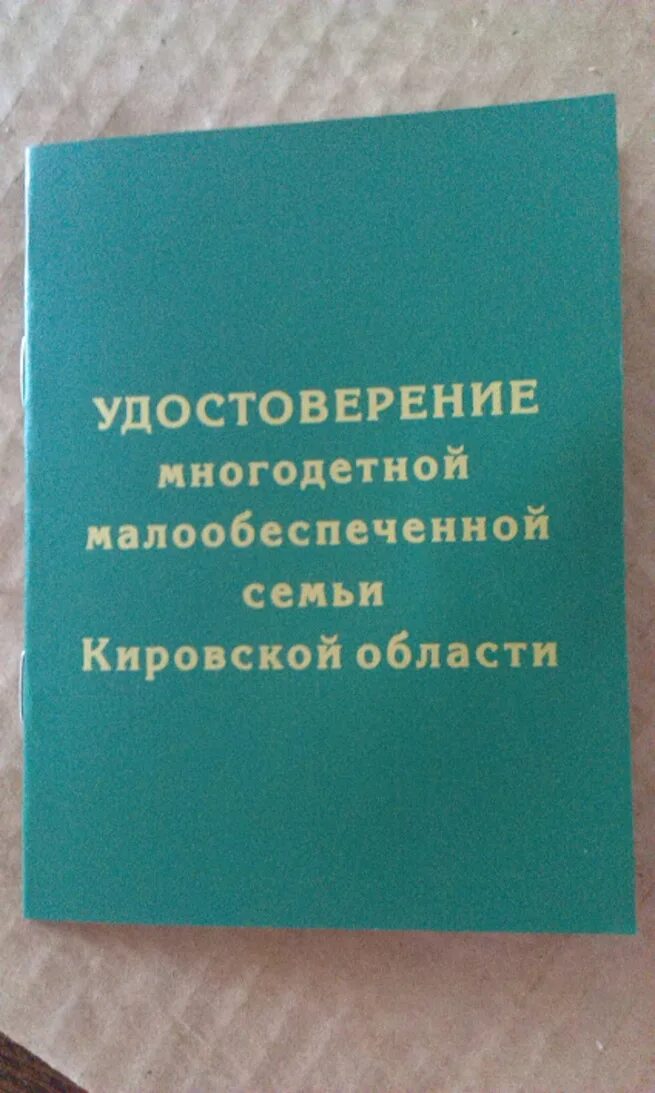 УДОСТОВЕРЕНИЕ
многодетной
малообеспеченной
семьи
Кировской области